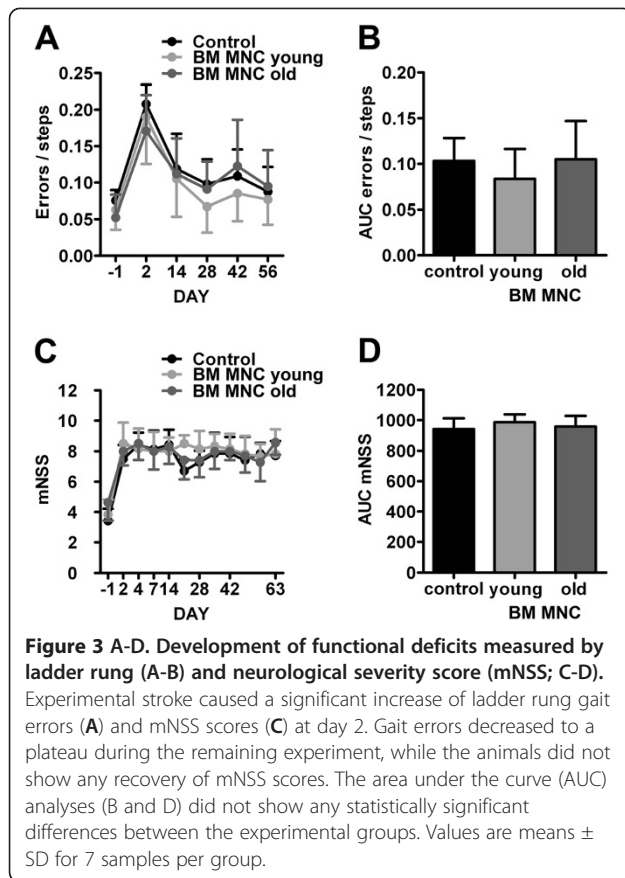 A
Control
BM MNC young
BM MNC old
Errors / steps
0.25
0.20
0.15
0.10
0.05
0.00
-1 2 14 28 42 56
DAY
B
AUC errors / steps
0.20
0.15
0.10
0.05
0.00
control young old
BM MNC
C
Control
BM MNC young
BM MNC old
mNSS
12
10
8
6
4
2
0
-1 2 4 7 14 28 42 63
DAY
D
AUC mNSS
1200
1000
800
600
400
200
0
control young old
BM MNC
Figure 3 A-D. Development of functional deficits measured by
ladder rung (A-B) and neurological severity score (mNSS; C-D).
Experimental stroke caused a significant increase of ladder rung gait
errors (A) and mNSS scores (C) at day 2. Gait errors decreased to a
plateau during the remaining experiment, while the animals did not
show any recovery of mNSS scores. The area under the curve (AUC)
analyses (B and D) did not show any statistically significant
differences between the experimental groups. Values are means ±
SD for 7 samples per group.